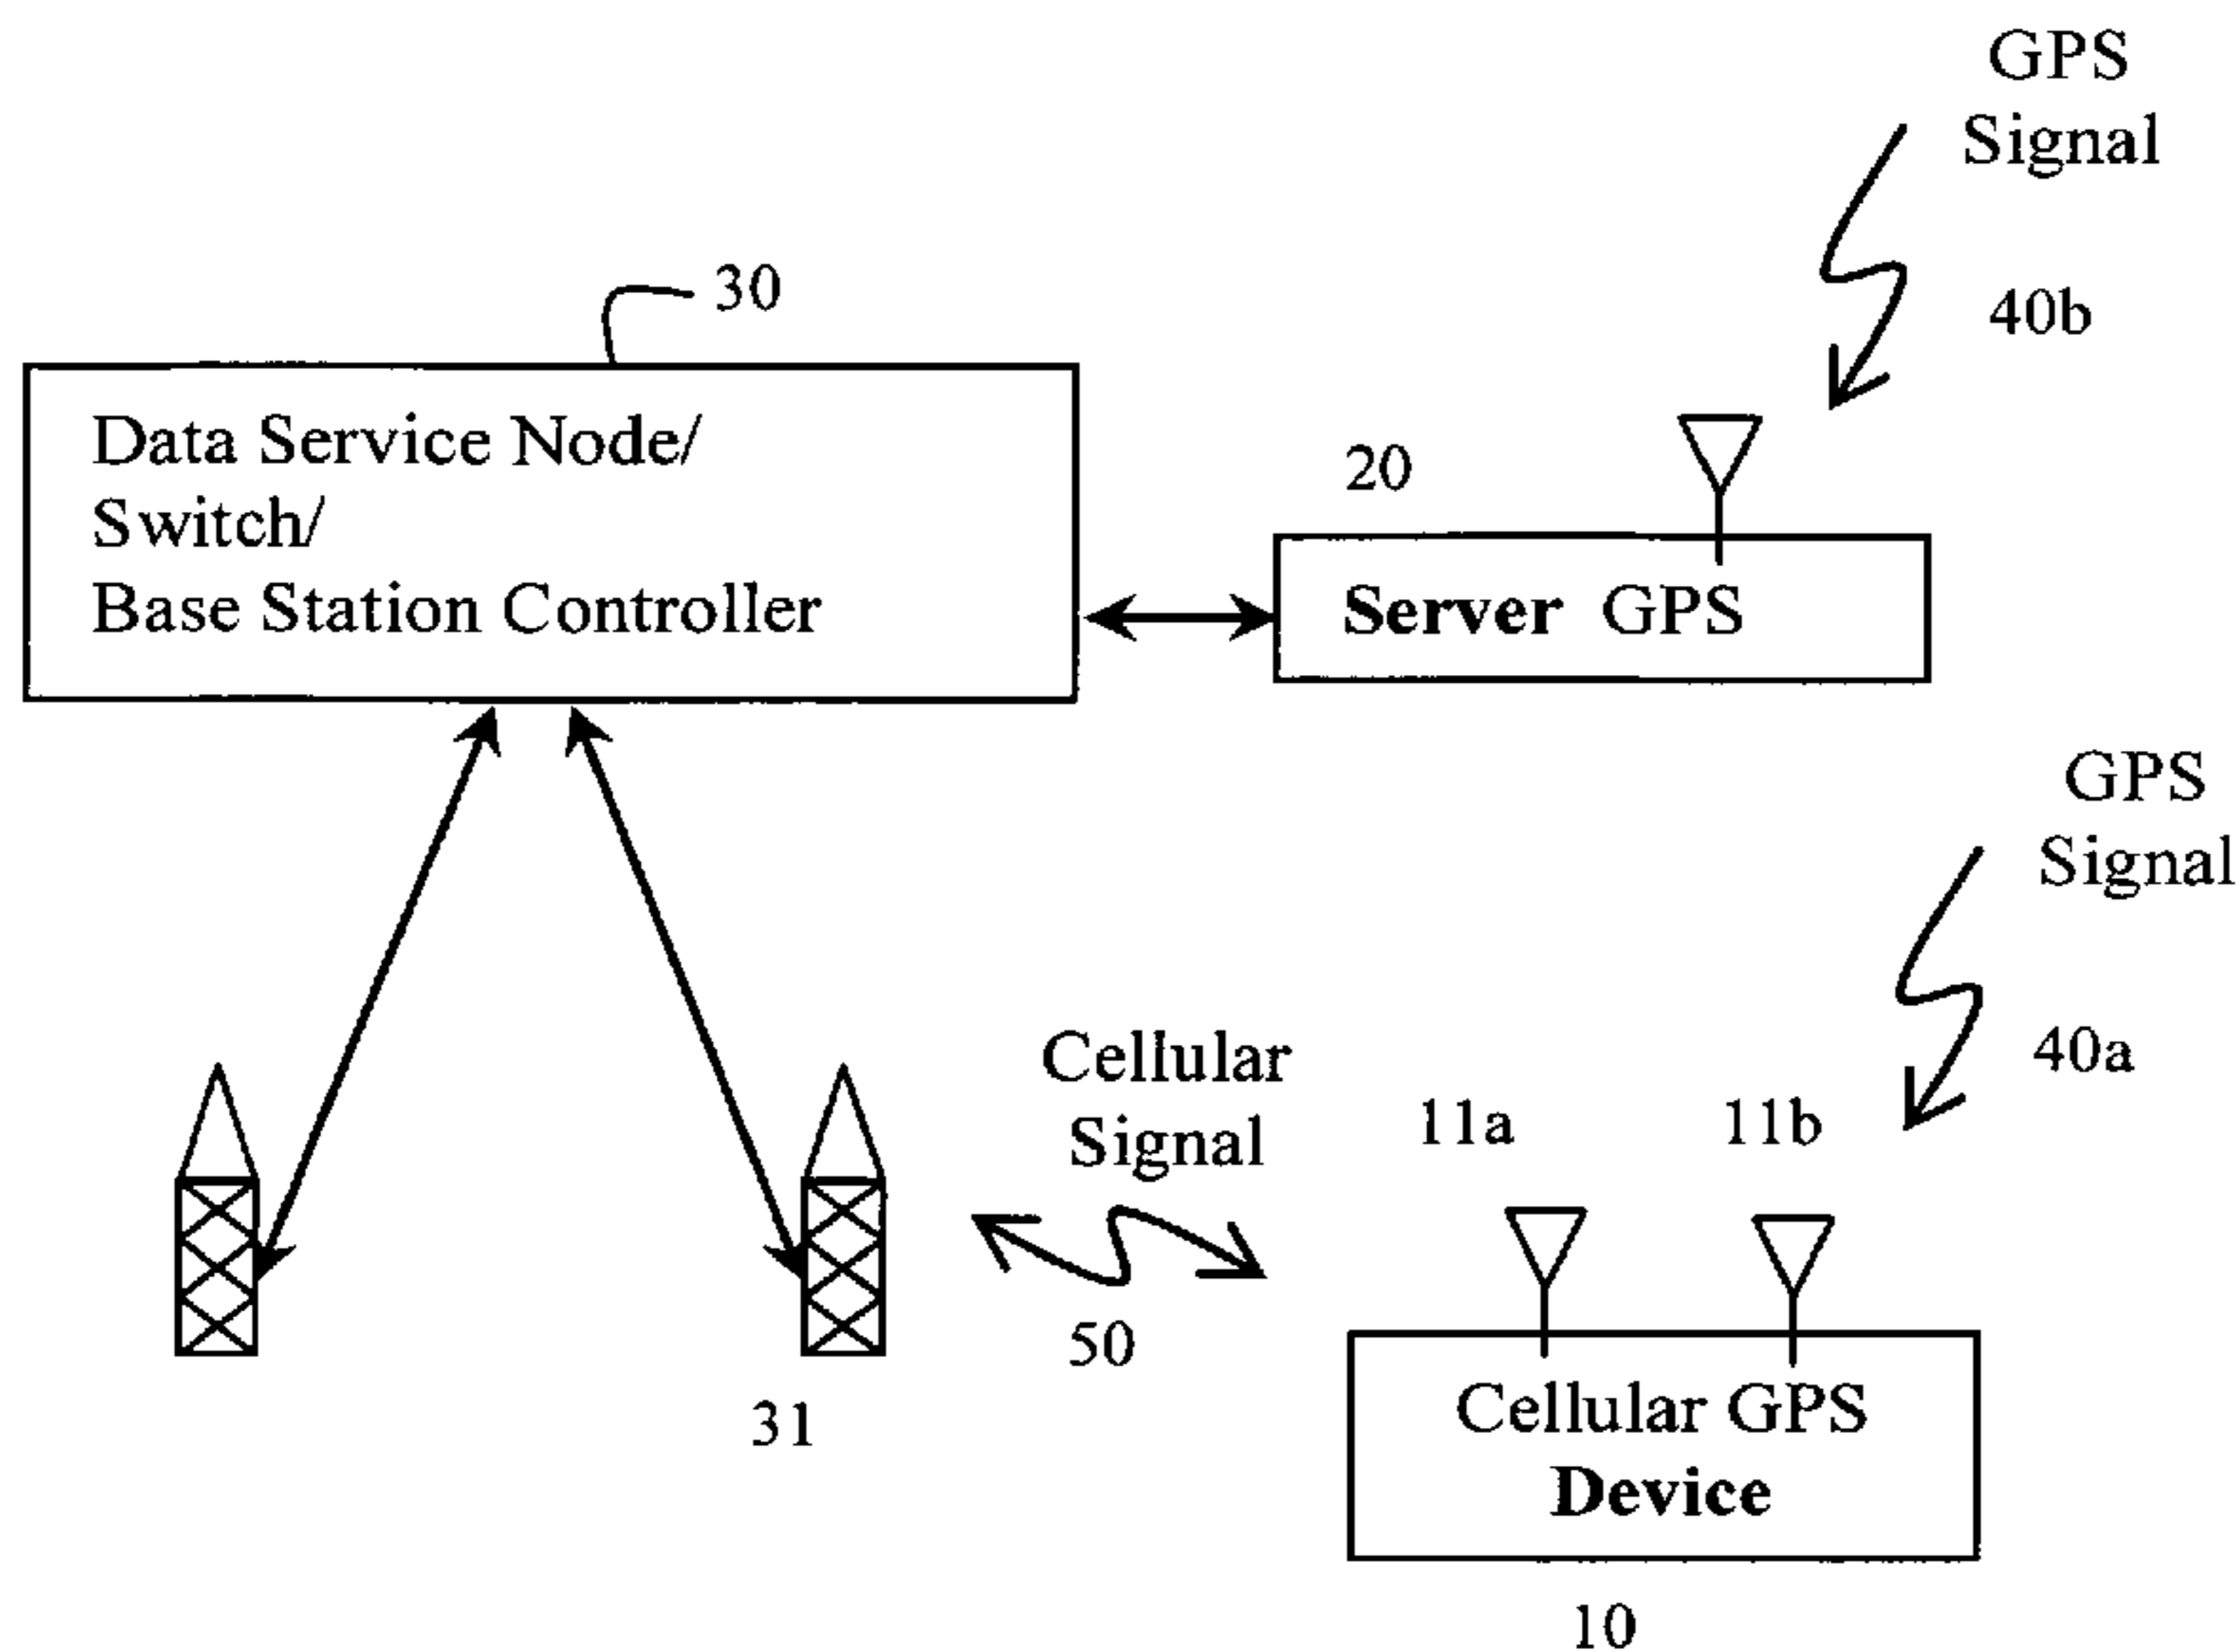 GPS
Signal
40b
30
Data Service Node/
Switch/
Base Station Controller
20
Server GPS
GPS
Signal
40a
Cellular
Signal
50
11a
11b
31
Cellular GPS
Device
10